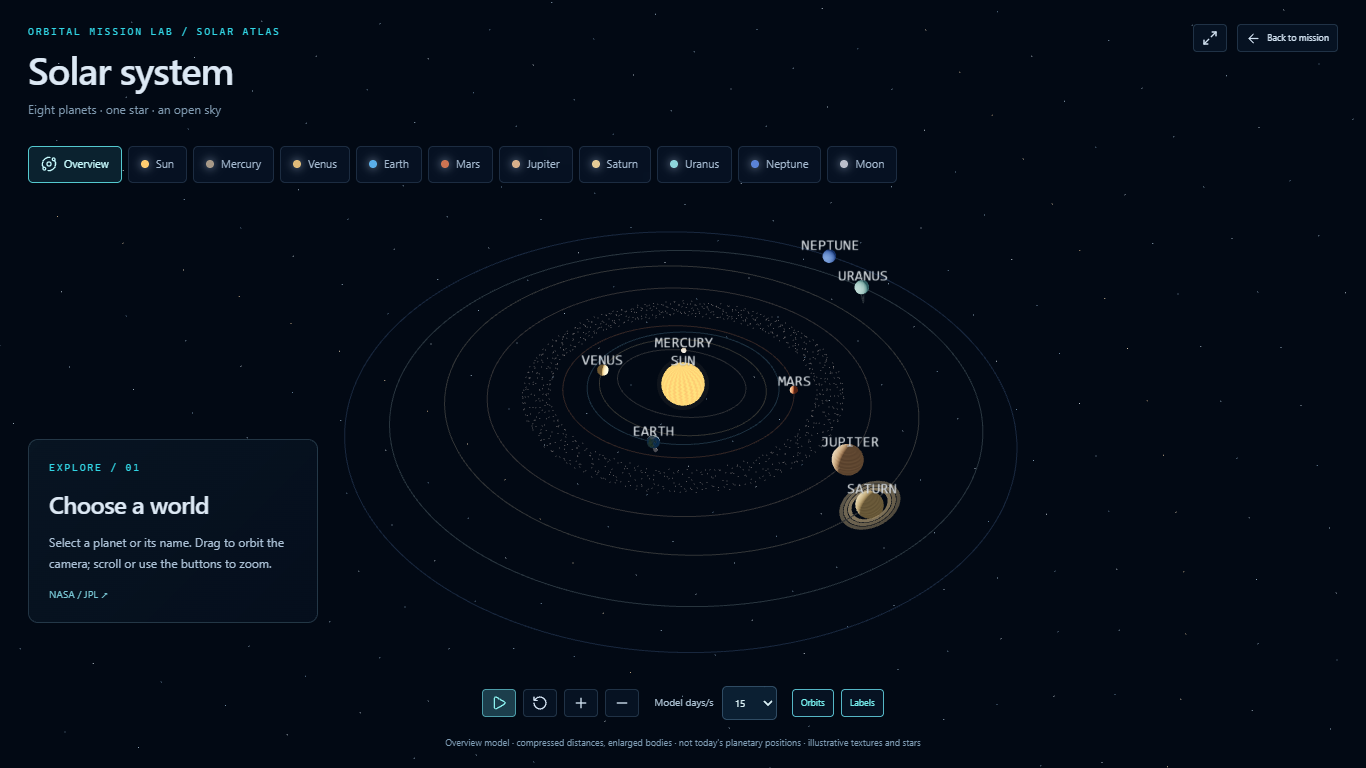 ORBITAL MISSION LAB / SOLAR ATLAS
Back to mission
Solar system
Eight planets · one star · an open sky
Overview
Sun
Mercury
Venus
Earth
Mars
Jupiter
Saturn
Uranus
Neptune
Moon
NEPTUNE
URANUS
MERCURY
VENUS
SUN
MARS
EARTH
JUPITER
SATURN
EXPLORE / 01
Choose a world
Select a planet or its name. Drag to orbit the
camera; scroll or use the buttons to zoom.
NASA / JPL ↗
Model days/s
15
Orbits
Labels
Overview model · compressed distances, enlarged bodies · not today's planetary positions · illustrative textures and stars